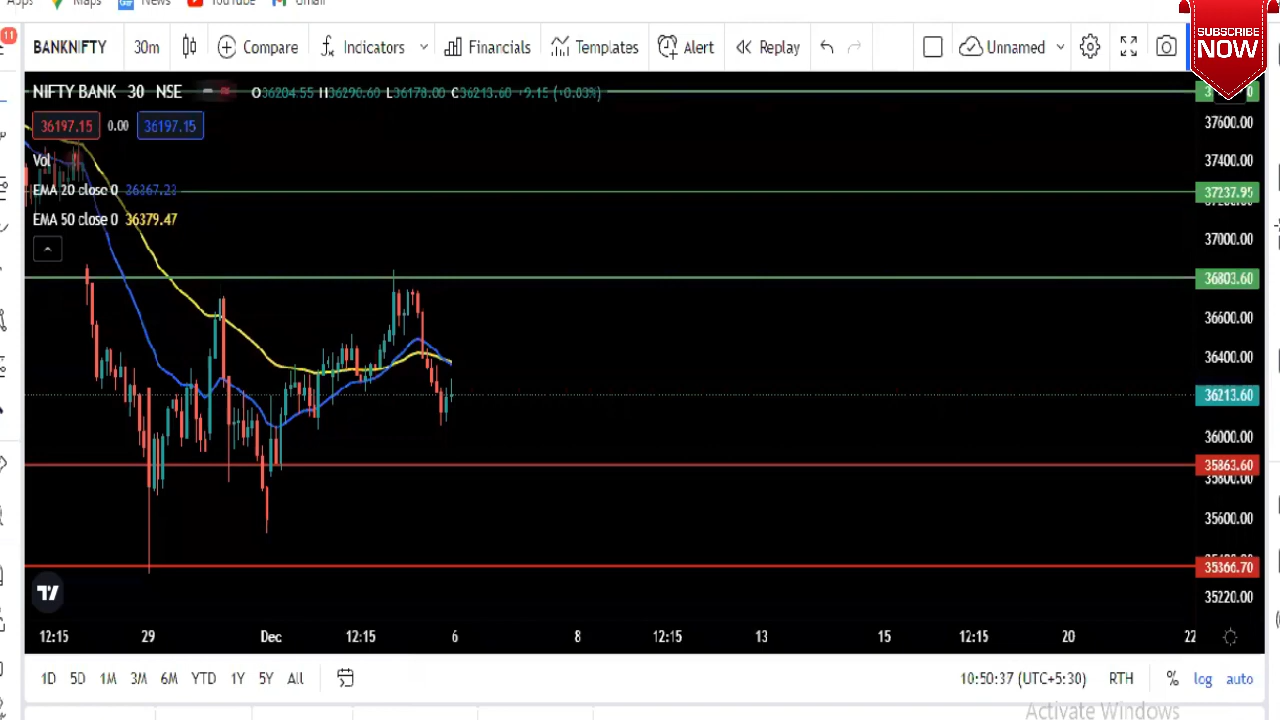 Apps Maps News YouTube Gmail
11
BANKNIFTY 30m Compare Indicators Financials Templates Alert Replay Unnamed
SUBSCRIBE
NOW
NIFTY BANK 30 NSE O36204.55 H36290.60 L36178.00 C36213.60 +9.15 (+0.03%)
36197.15 0.00 36197.15
Vol
EMA 20 close 0 36367.23
EMA 50 close 0 36379.47
37600.00
37400.00
37237.95
37000.00
36803.60
36600.00
36400.00
36213.60
36000.00
35863.60
35800.00
35600.00
35366.70
35220.00
12:15 29 Dec 12:15 6 8 12:15 13 15 12:15 20 22
1D 5D 1M 3M 6M YTD 1Y 5Y All 10:50:37 (UTC+5:30) RTH % log auto
Activate Windows